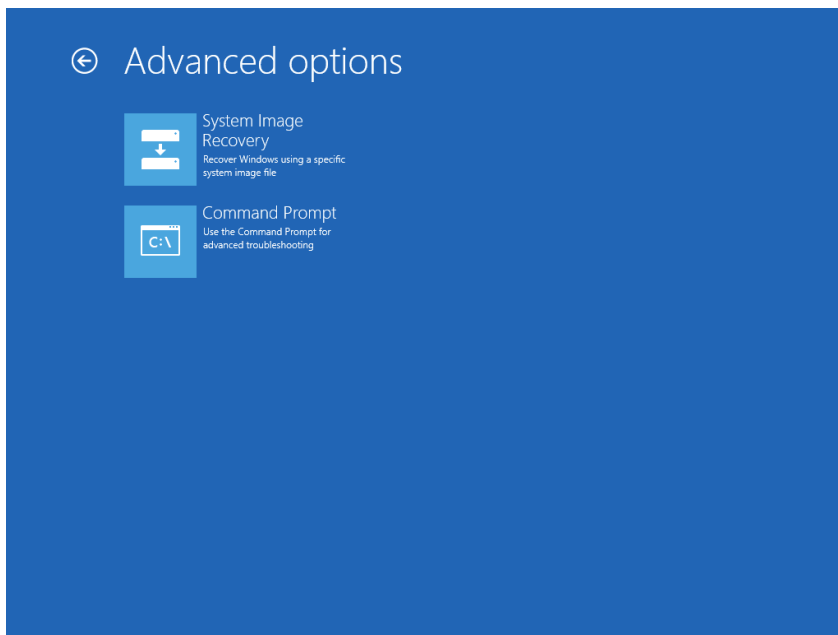 Advanced options
System Image
Recovery
Recover Windows using a specific
system image file
Command Prompt
C:\
Use the Command Prompt for
advanced troubleshooting